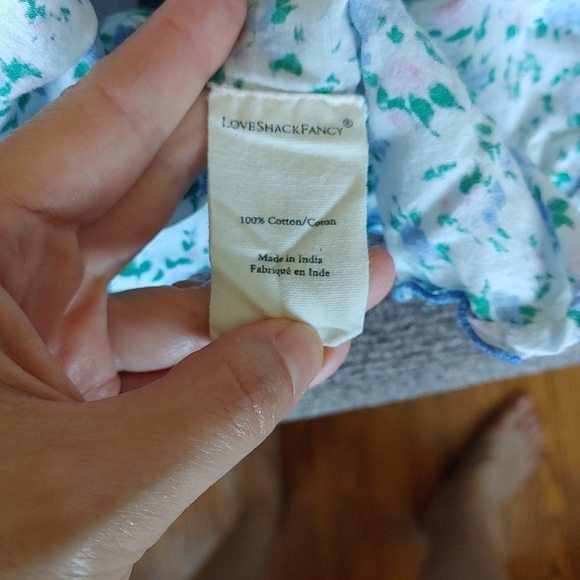 LoveShackFancy®
100% Cotton/Coton
Made in India
Fabriqué en Inde